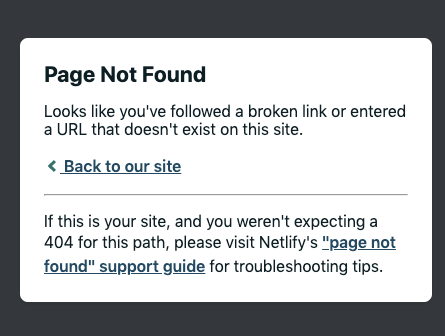 Page Not Found
Looks like you've followed a broken link or entered
a URL that doesn't exist on this site.
Back to our site
If this is your site, and you weren't expecting a
404 for this path, please visit Netlify's "page not
found" support guide for troubleshooting tips.